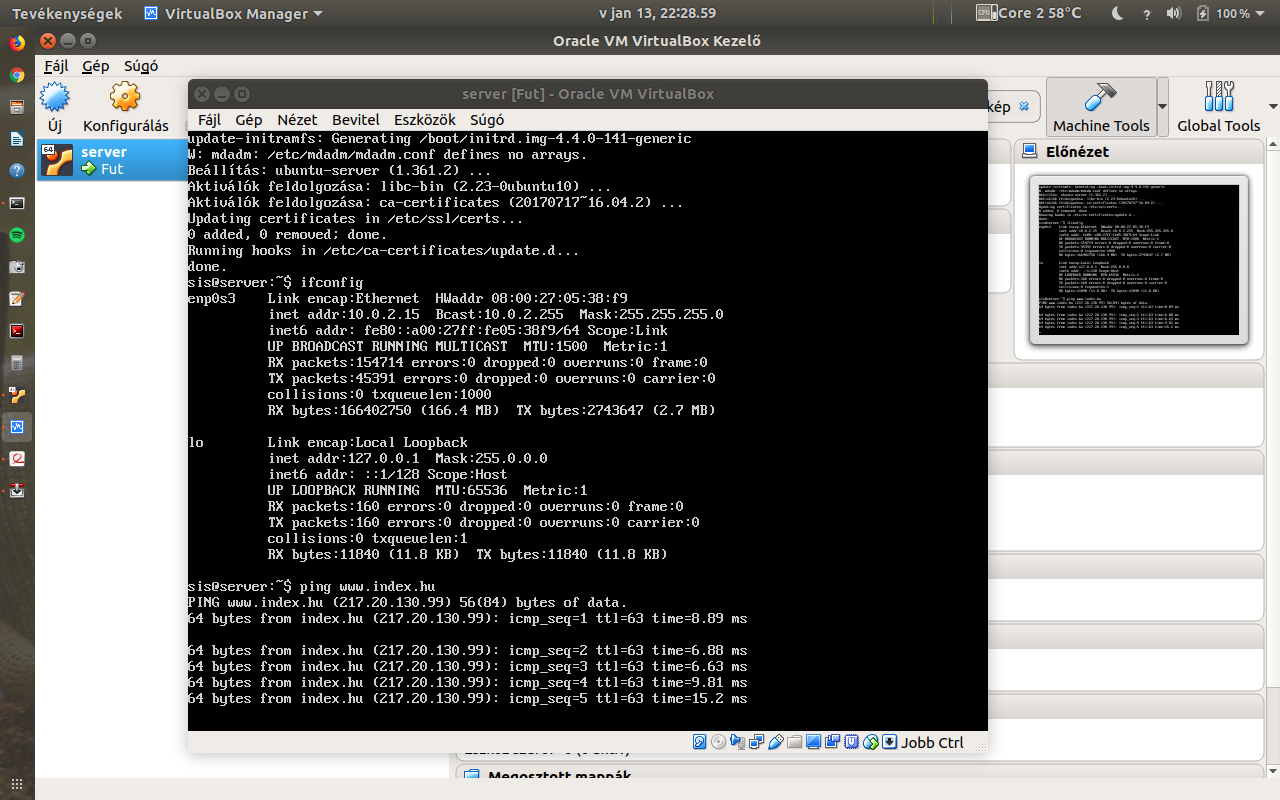 Tevékenységek VirtualBox Manager v jan 13, 22:28.59 CPU Core 2 58°C ? 100 %
Oracle VM VirtualBox Kezelő
Fájl Gép Súgó
Új Konfigurálás kép Machine Tools Global Tools
64 server
Fut
Előnézet
server [Fut] - Oracle VM VirtualBox
Fájl Gép Nézet Bevitel Eszközök Súgó
update-initramfs: Generating /boot/initrd.img-4.4.0-141-generic
W: mdadm: /etc/mdadm/mdadm.conf defines no arrays.
Beállítás: ubuntu-server (1.361.2) ...
Aktiválók feldolgozása: libc-bin (2.23-0ubuntu10) ...
Aktiválók feldolgozása: ca-certificates (20170717~16.04.2) ...
Updating certificates in /etc/ssl/certs...
0 added, 0 removed; done.
Running hooks in /etc/ca-certificates/update.d...
done.
sis@server:~$ ifconfig
enp0s3 Link encap:Ethernet HWaddr 08:00:27:05:38:f9
inet addr:10.0.2.15 Bcast:10.0.2.255 Mask:255.255.255.0
inet6 addr: fe80::a00:27ff:fe05:38f9/64 Scope:Link
UP BROADCAST RUNNING MULTICAST MTU:1500 Metric:1
RX packets:154714 errors:0 dropped:0 overruns:0 frame:0
TX packets:45391 errors:0 dropped:0 overruns:0 carrier:0
collisions:0 txqueuelen:1000
RX bytes:166402750 (166.4 MB) TX bytes:2743647 (2.7 MB)
lo Link encap:Local Loopback
inet addr:127.0.0.1 Mask:255.0.0.0
inet6 addr: ::1/128 Scope:Host
UP LOOPBACK RUNNING MTU:65536 Metric:1
RX packets:160 errors:0 dropped:0 overruns:0 frame:0
TX packets:160 errors:0 dropped:0 overruns:0 carrier:0
collisions:0 txqueuelen:1
RX bytes:11840 (11.8 KB) TX bytes:11840 (11.8 KB)
sis@server:~$ ping www.index.hu
PING www.index.hu (217.20.130.99) 56(84) bytes of data.
64 bytes from index.hu (217.20.130.99): icmp_seq=1 ttl=63 time=8.89 ms
64 bytes from index.hu (217.20.130.99): icmp_seq=2 ttl=63 time=6.88 ms
64 bytes from index.hu (217.20.130.99): icmp_seq=3 ttl=63 time=6.63 ms
64 bytes from index.hu (217.20.130.99): icmp_seq=4 ttl=63 time=9.81 ms
64 bytes from index.hu (217.20.130.99): icmp_seq=5 ttl=63 time=15.2 ms
Jobb Ctrl
Megosztott mappák